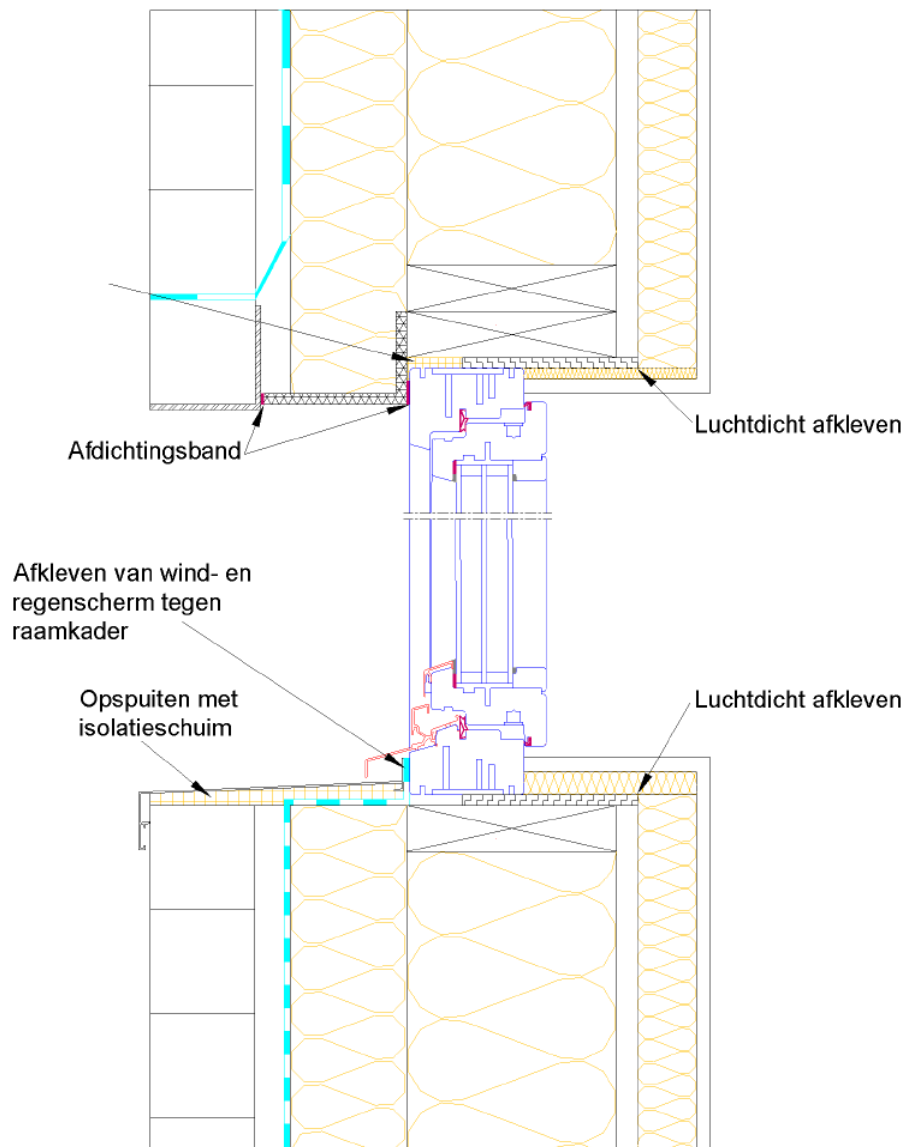 Luchtdicht afkleven
Afdichtingsband
Afkleven van wind- en
regenscherm tegen
raamkader
Opspuiten met
isolatieschuim
Luchtdicht afkleven